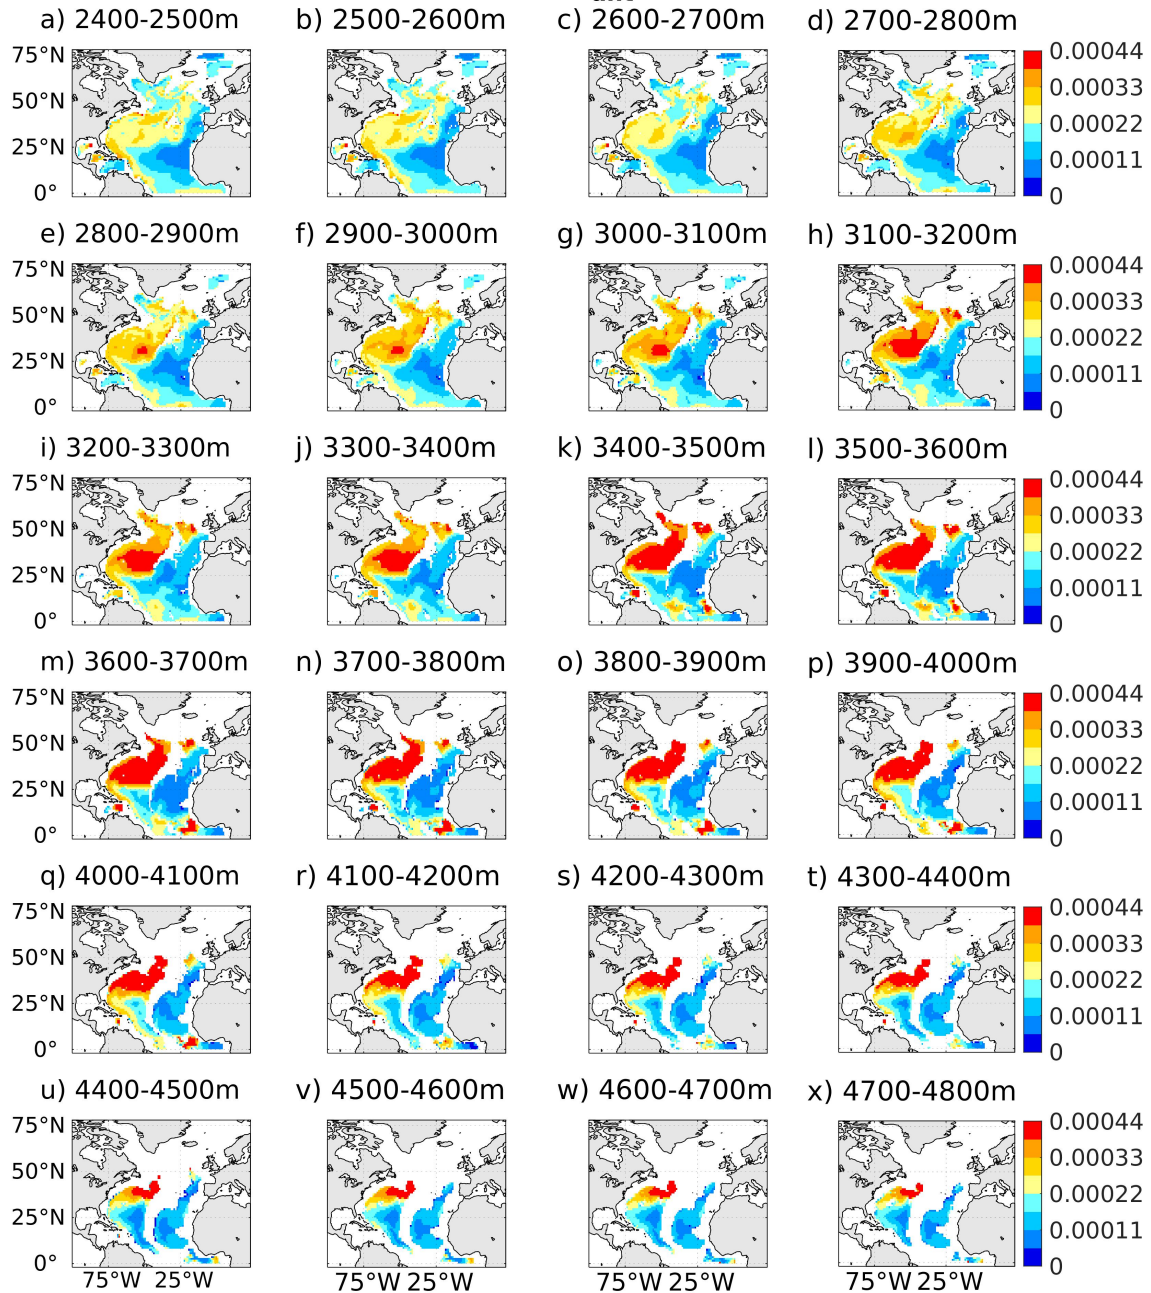 a) 2400-2500m b) 2500-2600m c) 2600-2700m d) 2700-2800m
75°N 0.00044
50°N 0.00033
0.00022
25°N 0.00011
0° 0
e) 2800-2900m f) 2900-3000m g) 3000-3100m h) 3100-3200m
75°N 0.00044
50°N 0.00033
0.00022
25°N 0.00011
0° 0
i) 3200-3300m j) 3300-3400m k) 3400-3500m l) 3500-3600m
75°N 0.00044
50°N 0.00033
0.00022
25°N 0.00011
0° 0
m) 3600-3700m n) 3700-3800m o) 3800-3900m p) 3900-4000m
75°N 0.00044
50°N 0.00033
0.00022
25°N 0.00011
0° 0
q) 4000-4100m r) 4100-4200m s) 4200-4300m t) 4300-4400m
75°N 0.00044
50°N 0.00033
0.00022
25°N 0.00011
0° 0
u) 4400-4500m v) 4500-4600m w) 4600-4700m x) 4700-4800m
75°N 0.00044
50°N 0.00033
0.00022
25°N 0.00011
0° 0
75°W 25°W 75°W 25°W 75°W 25°W 75°W 25°W